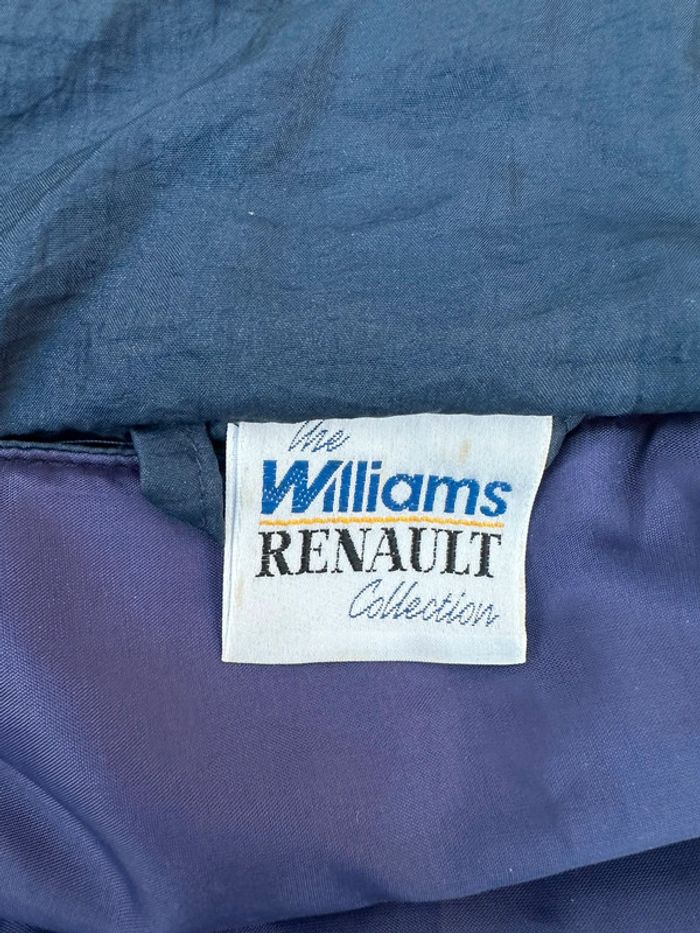 The
Williams
RENAULT
Collection